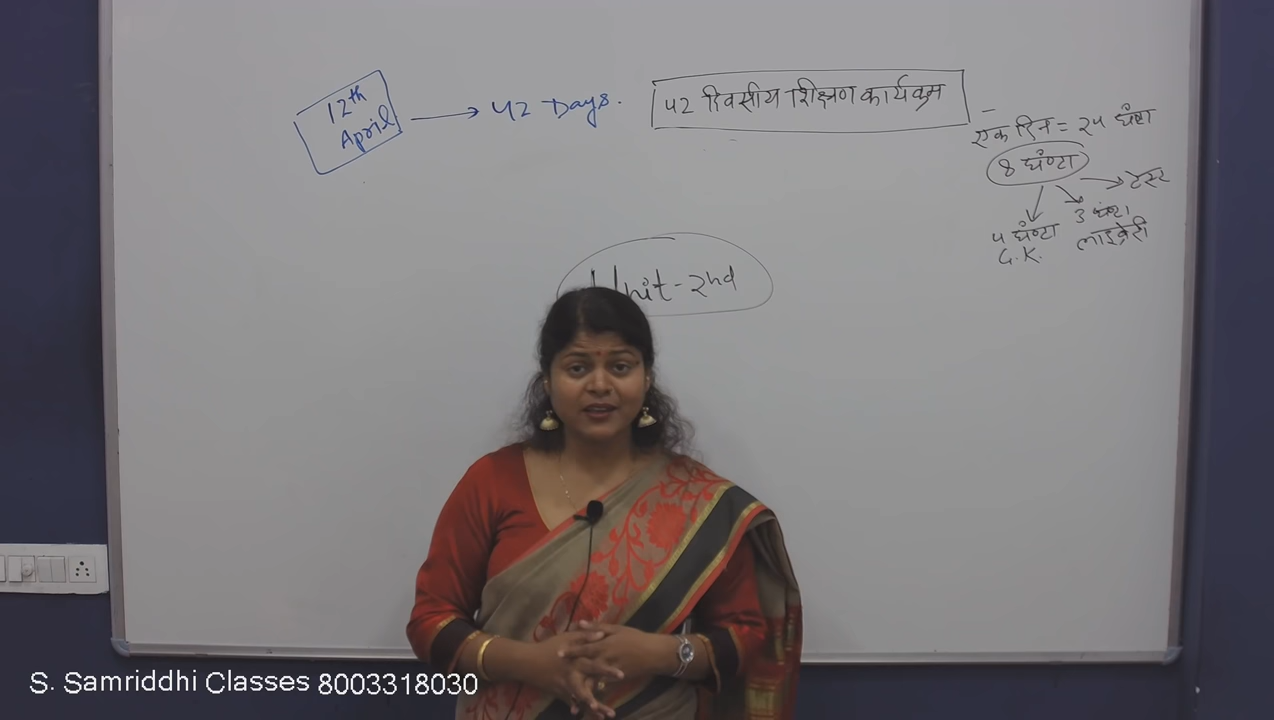 12th
April
42 Days.
42 दिवसीय शिक्षण कार्यक्रम
एक दिन = 24 घंटा
8 घंण्टा
टेस्ट
4 घंण्टा
G.K.
3 घंटा
लाइब्रेरी
Unit-2nd
S. Samriddhi Classes 8003318030